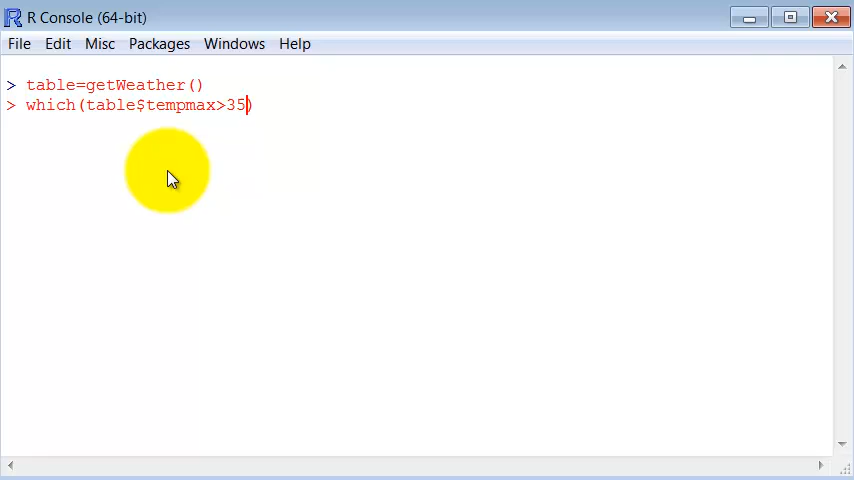 R Console (64-bit)
File Edit Misc Packages Windows Help
> table=getWeather()
> which(table$tempmax>35)